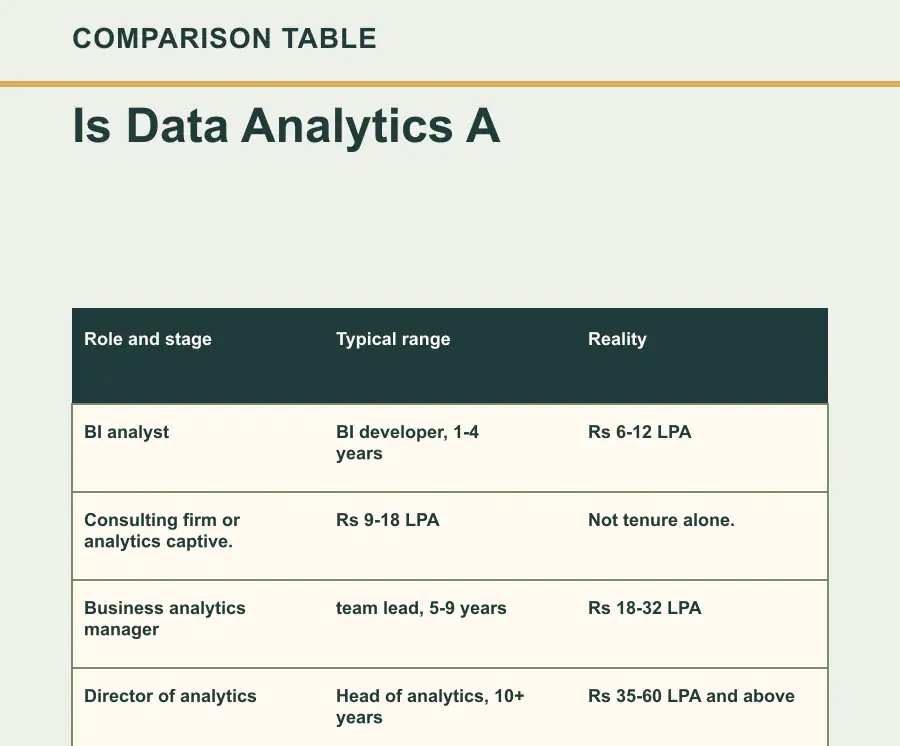 COMPARISON TABLE
Is Data Analytics A
Role and stage
Typical range
Reality
BI analyst
BI developer, 1-4
years
Rs 6-12 LPA
Consulting firm or
analytics captive.
Rs 9-18 LPA
Not tenure alone.
Business analytics
manager
team lead, 5-9 years
Rs 18-32 LPA
Director of analytics
Head of analytics, 10+
years
Rs 35-60 LPA and above